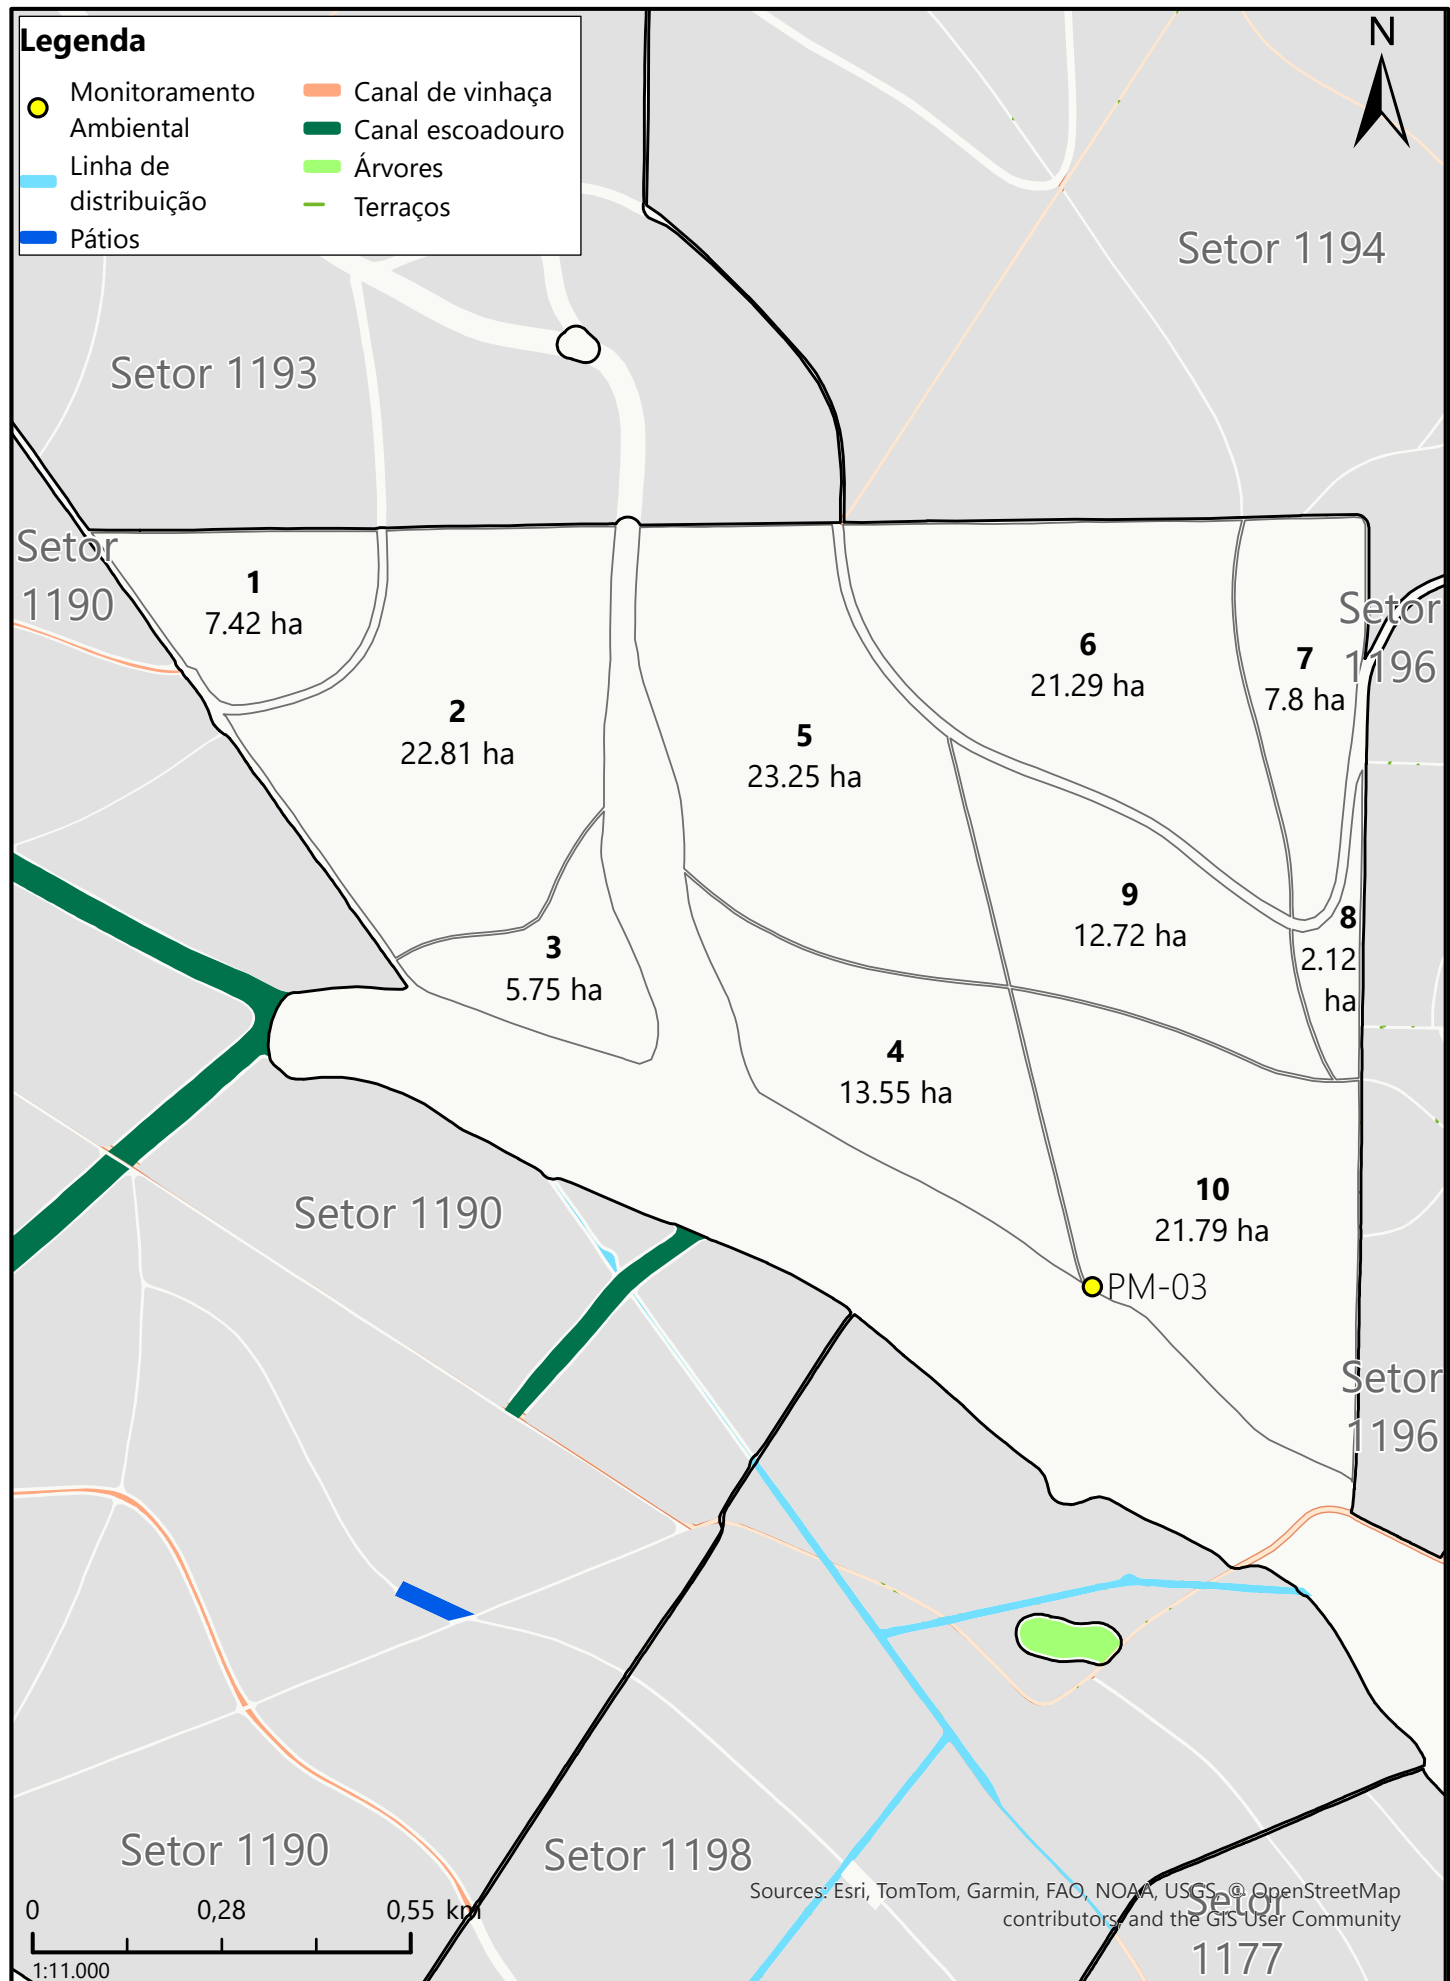 Legenda
Monitoramento
Ambiental
Linha de
distribuição
Pátios
Canal de vinhaça
Canal escoadouro
Árvores
Terraços
N
Setor 1194
Setor 1193
Setor
1190
1
7.42 ha
2
22.81 ha
3
5.75 ha
5
23.25 ha
6
21.29 ha
7
7.8 ha
Setor
1196
9
12.72 ha
8
2.12
ha
4
13.55 ha
10
21.79 ha
PM-03
Setor 1190
Setor
1196
Setor 1190
Setor 1198
Setor
1177
Sources: Esri, TomTom, Garmin, FAO, NOAA, USGS, © OpenStreetMap
contributors, and the GIS User Community
0 0,28 0,55 km
1:11.000